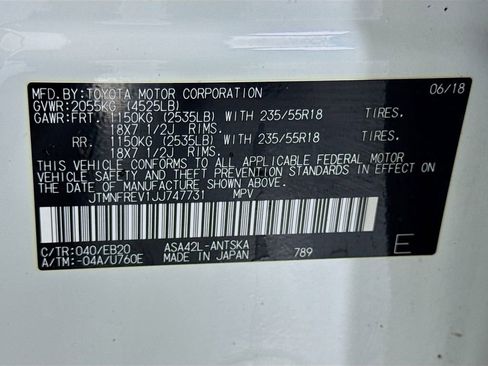 MFD.BY:TOYOTA MOTOR CORPORATION 06/18
GVWR:2055KG (4525LB)
GAWR:FRT. 1150KG (2535LB) WITH 235/55R18 TIRES.
18X7 1/2J RIMS.
RR. 1150KG (2535LB) WITH 235/55R18 TIRES.
18X7 1/2J RIMS.
THIS VEHICLE CONFORMS TO ALL APPLICABLE FEDERAL MOTOR
VEHICLE SAFETY AND THEFT PREVENTION STANDARDS IN EFFECT ON
THE DATE OF MANUFACTURE SHOWN ABOVE.
JTMNFREV1JJ747731 MPV
C/TR:040/EB20 ASA42L-ANTSKA
A/TM:-04A/U760E MADE IN JAPAN 789 E